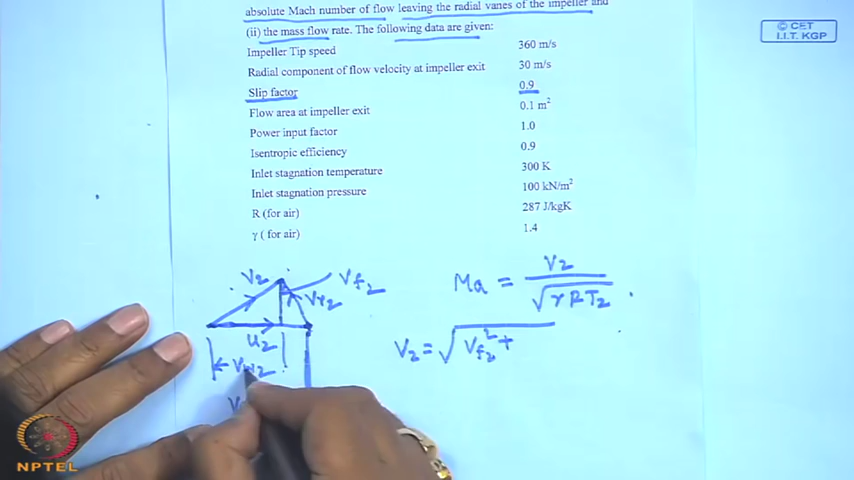 absolute Mach number of flow leaving the radial vanes of the impeller and
(ii) the mass flow rate. The following data are given:
Impeller Tip speed 360 m/s
Radial component of flow velocity at impeller exit 30 m/s
Slip factor 0.9
Flow area at impeller exit 0.1 m²
Power input factor 1.0
Isentropic efficiency 0.9
Inlet stagnation temperature 300 K
Inlet stagnation pressure 100 kN/m²
R (for air) 287 J/kgK
γ ( for air) 1.4
© CET
I.I.T. KGP
V2 Vf2
Vr2
u2
Vw2
Ma = V2 / √γRT2
V2 = √Vf2² +
NPTEL